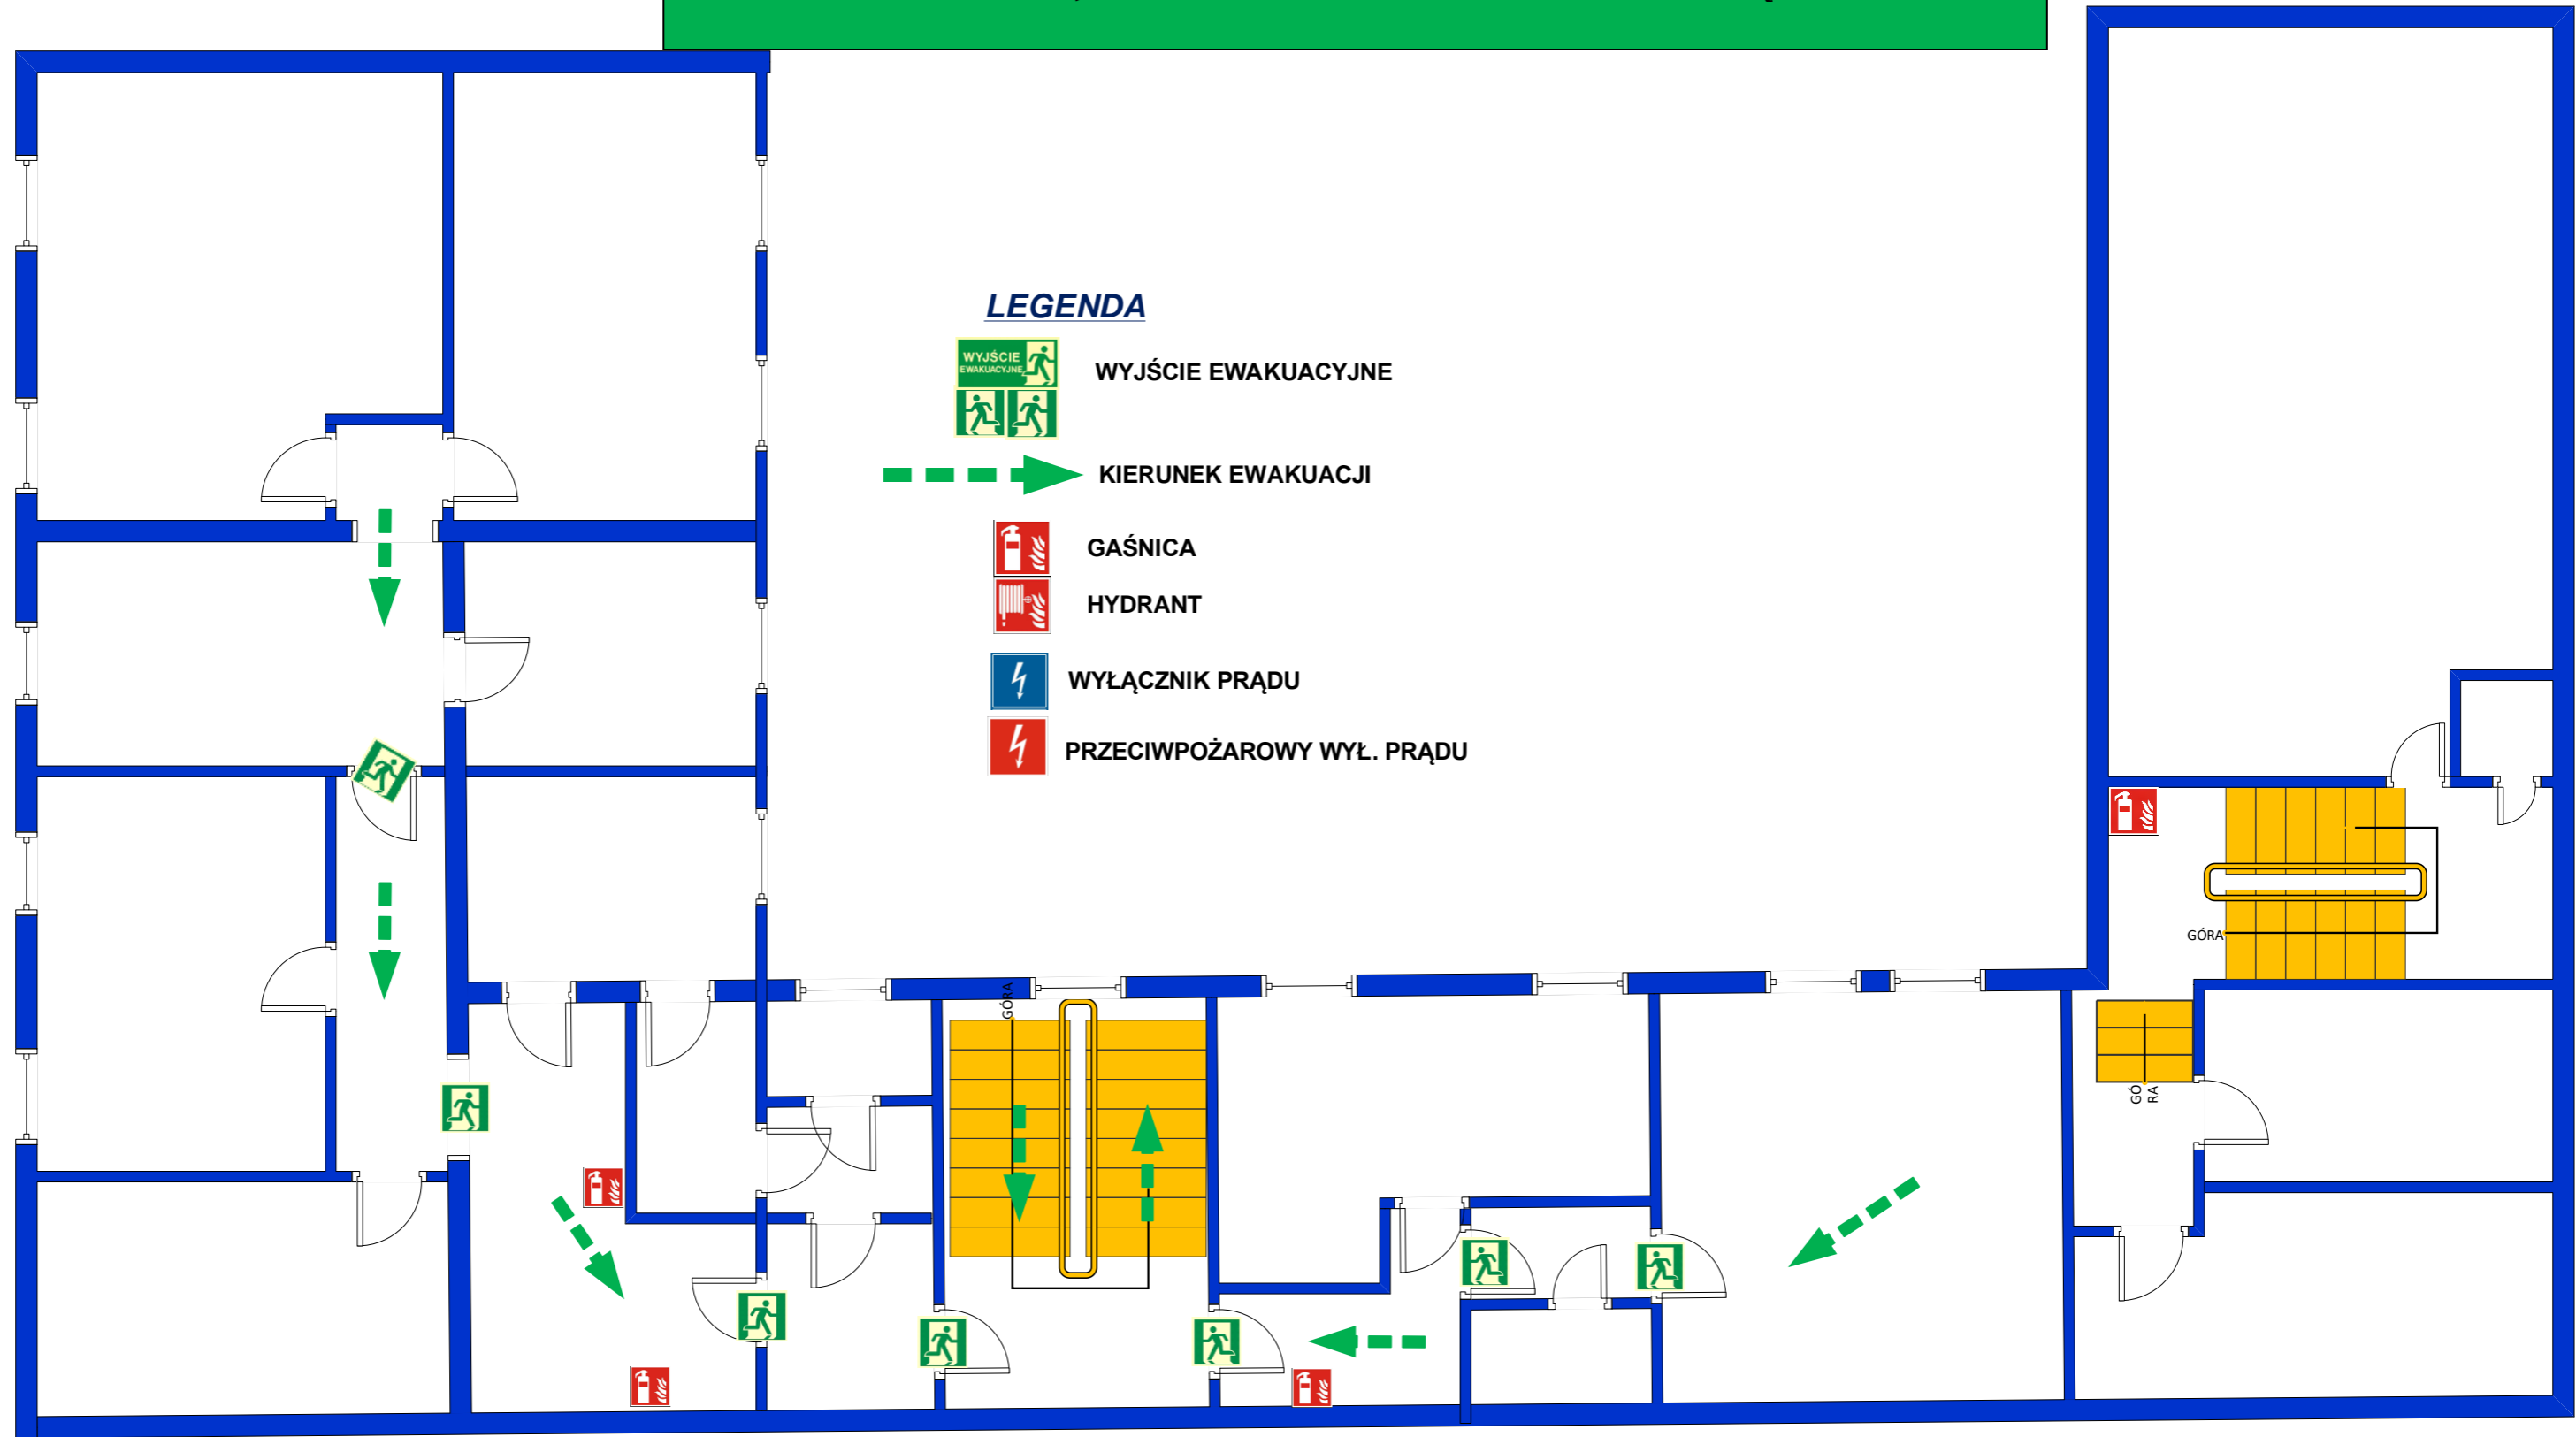 LEGENDA
WYJŚCIE
EWAKUACYJNE
WYJŚCIE EWAKUACYJNE
KIERUNEK EWAKUACJI
GAŚNICA
HYDRANT
WYŁĄCZNIK PRĄDU
PRZECIWPOŻAROWY WYŁ. PRĄDU
GÓRA
GÓRA
GÓ
RA